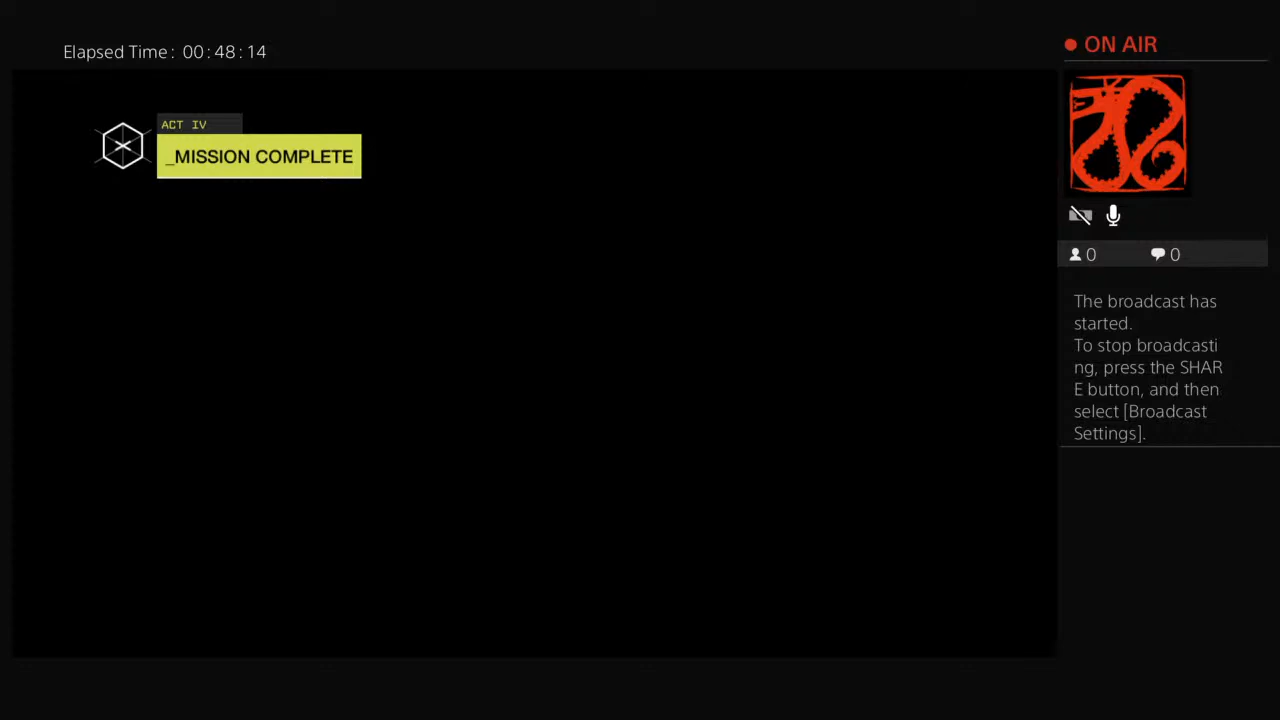 Elapsed Time: 00:48:14
ON AIR
ACT IV
_MISSION COMPLETE
0 0
The broadcast has
started.
To stop broadcasti
ng, press the SHAR
E button, and then
select [Broadcast
Settings].